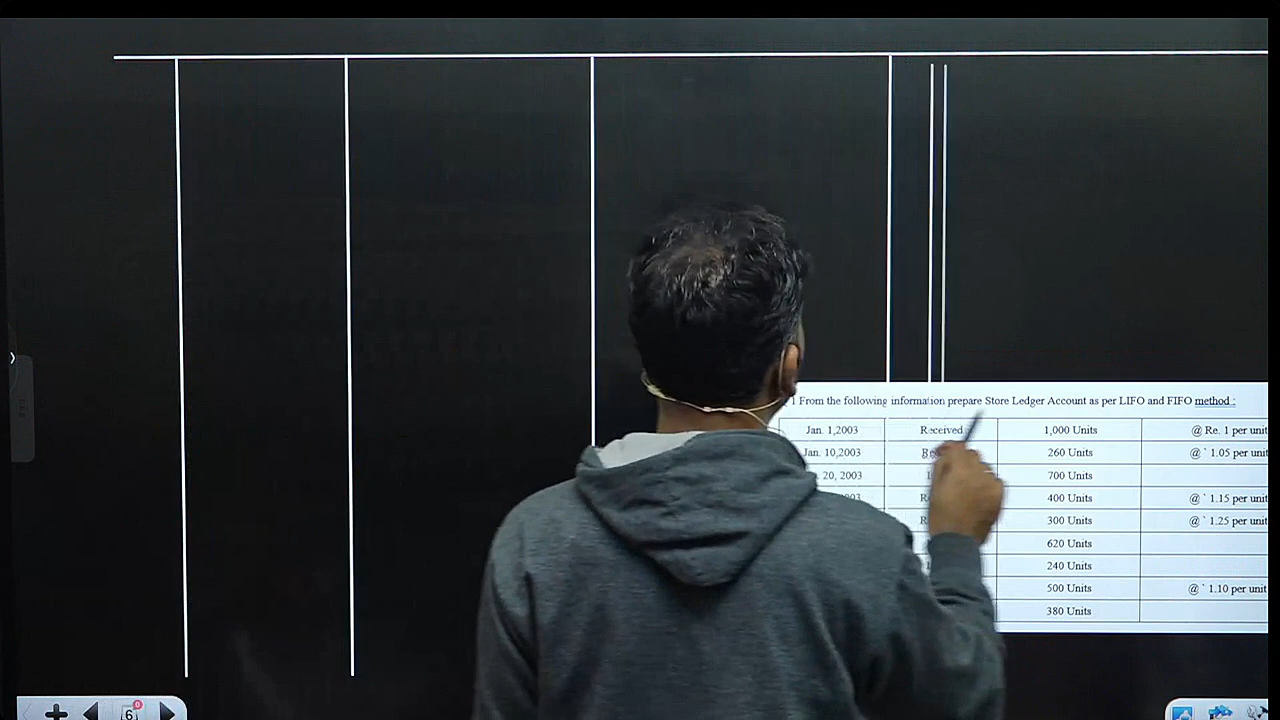 1 From the following information prepare Store Ledger Account as per LIFO and FIFO method :
Jan. 1,2003 Received 1,000 Units @ Re. 1 per unit
Jan. 10,2003 260 Units @ ` 1.05 per unit
20, 2003 700 Units
400 Units @ ` 1.15 per unit
300 Units @ ` 1.25 per unit
620 Units
240 Units
500 Units @ ` 1.10 per unit
380 Units
6
0